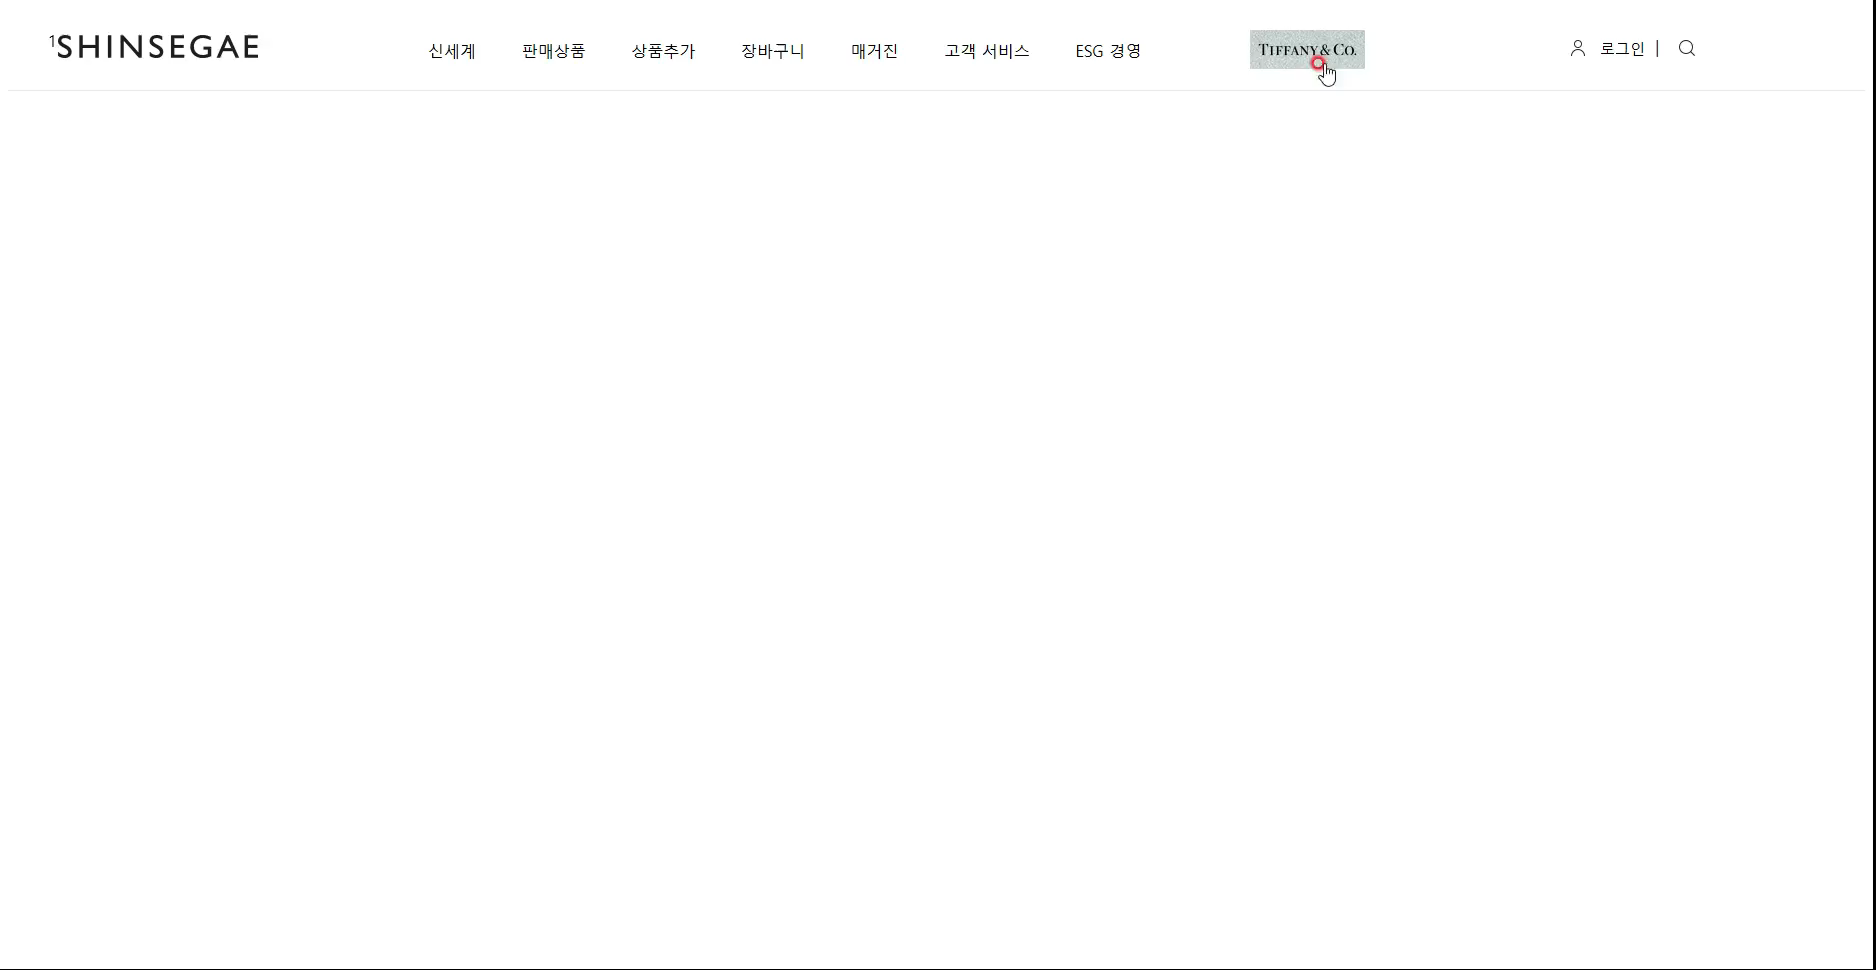 1SHINSEGAE 신세계 판매상품 상품추가 장바구니 매거진 고객 서비스 ESG 경영 TIFFANY & CO. 로그인 |